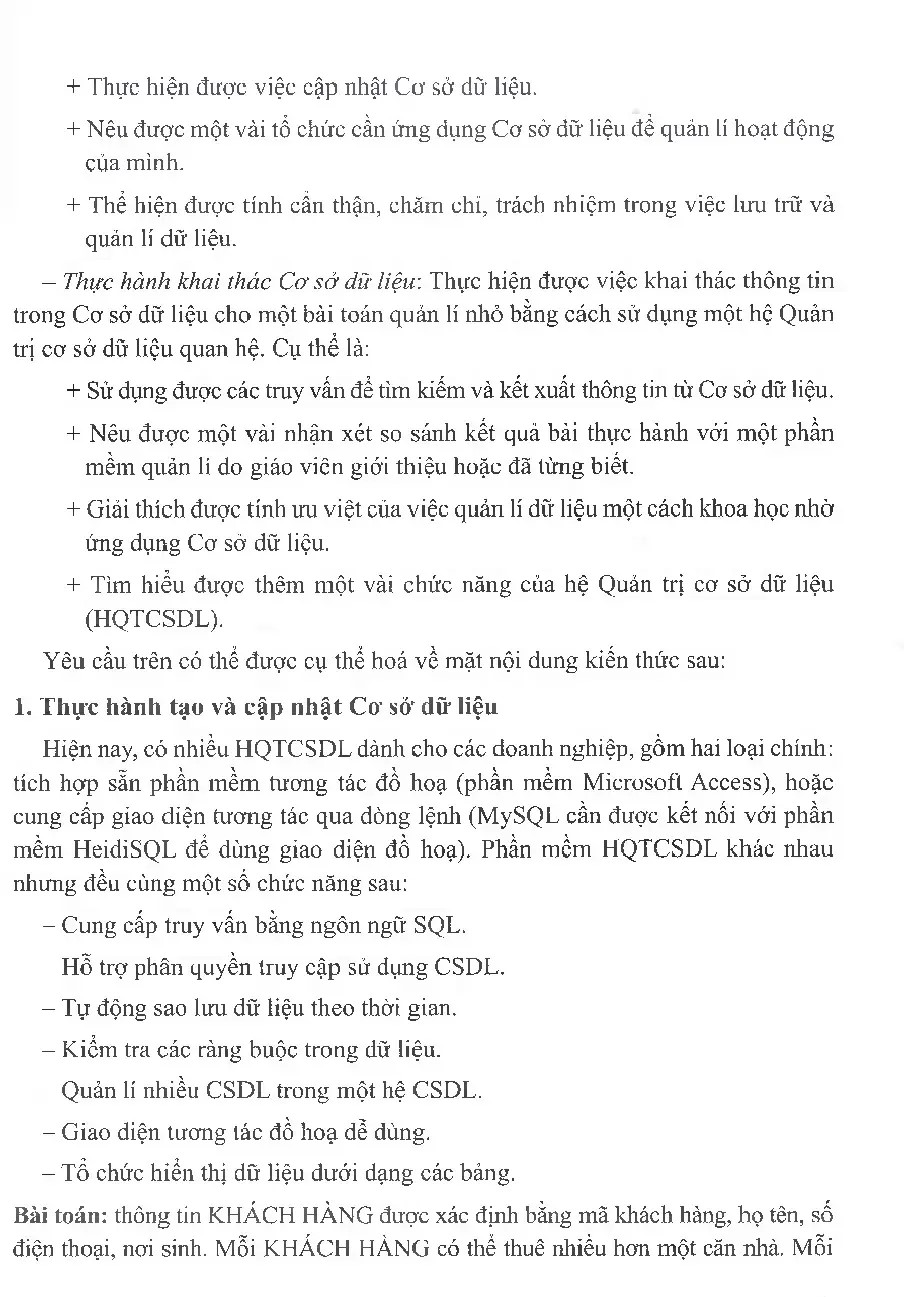 + Thực hiện được việc cập nhật Cơ sở dữ liệu.
+ Nêu được một vài tổ chức cần ứng dụng Cơ sở dữ liệu để quản lí hoạt động
của mình.
+ Thể hiện được tính cẩn thận, chăm chỉ, trách nhiệm trong việc lưu trữ và
quản lí dữ liệu.
– Thực hành khai thác Cơ sở dữ liệu: Thực hiện được việc khai thác thông tin
trong Cơ sở dữ liệu cho một bài toán quản lí nhỏ bằng cách sử dụng một hệ Quản
trị cơ sở dữ liệu quan hệ. Cụ thể là:
+ Sử dụng được các truy vấn để tìm kiếm và kết xuất thông tin từ Cơ sở dữ liệu.
+ Nêu được một vài nhận xét so sánh kết quả bài thực hành với một phần
mềm quản lí do giáo viên giới thiệu hoặc đã từng biết.
+ Giải thích được tính ưu việt của việc quản lí dữ liệu một cách khoa học nhờ
ứng dụng Cơ sở dữ liệu.
+ Tìm hiểu được thêm một vài chức năng của hệ Quản trị cơ sở dữ liệu
(HQTCSDL).
Yêu cầu trên có thể được cụ thể hoá về mặt nội dung kiến thức sau:
1. Thực hành tạo và cập nhật Cơ sở dữ liệu
Hiện nay, có nhiều HQTCSDL dành cho các doanh nghiệp, gồm hai loại chính:
tích hợp sẵn phần mềm tương tác đồ hoạ (phần mềm Microsoft Access), hoặc
cung cấp giao diện tương tác qua dòng lệnh (MySQL cần được kết nối với phần
mềm HeidiSQL để dùng giao diện đồ hoạ). Phần mềm HQTCSDL khác nhau
nhưng đều cùng một số chức năng sau:
– Cung cấp truy vấn bằng ngôn ngữ SQL.
Hỗ trợ phân quyền truy cập sử dụng CSDL.
– Tự động sao lưu dữ liệu theo thời gian.
– Kiểm tra các ràng buộc trong dữ liệu.
Quản lí nhiều CSDL trong một hệ CSDL.
– Giao diện tương tác đồ hoạ dễ dùng.
– Tổ chức hiển thị dữ liệu dưới dạng các bảng.
Bài toán: thông tin KHÁCH HÀNG được xác định bằng mã khách hàng, họ tên, số
điện thoại, nơi sinh. Mỗi KHÁCH HÀNG có thể thuê nhiều hơn một căn nhà. Mỗi